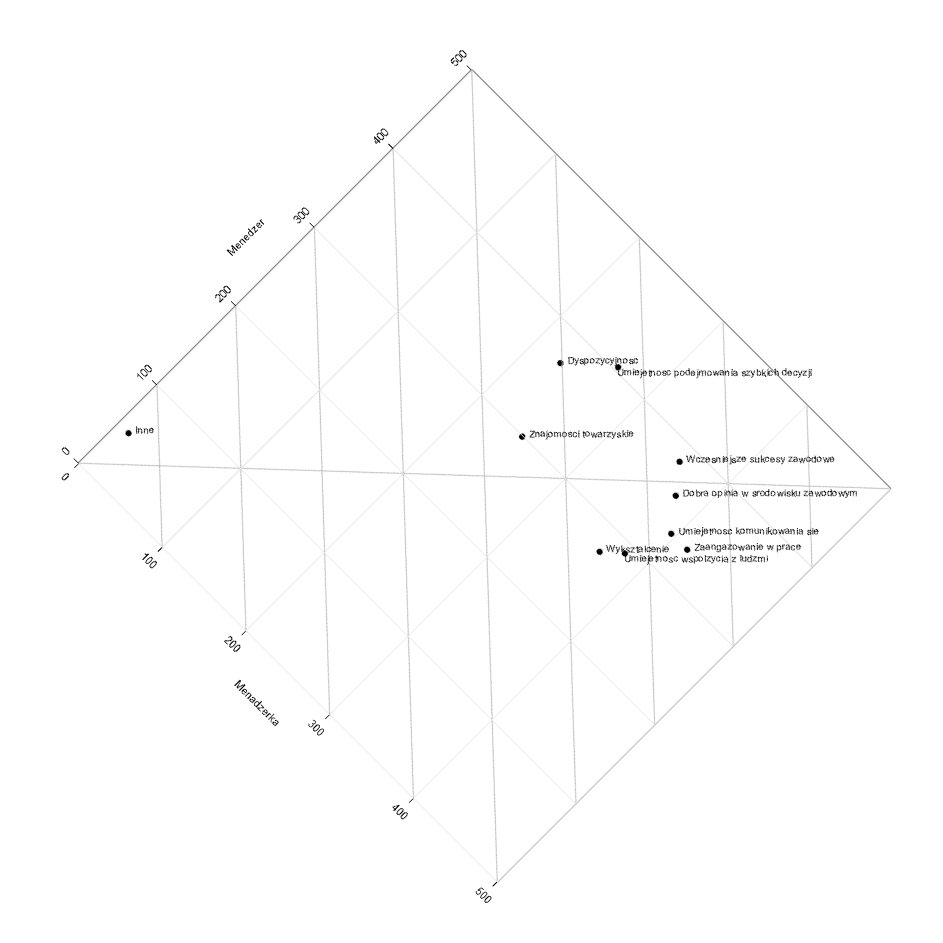 500
400
300
Menedzer
200
100
Dyspozycyjnosc
Umiejetnosc podejmowania szybkich decyzji
Inne
Znajomosci towarzyskie
0
0
Wczesniejsze sukcesy zawodowe
Dobra opinia w srodowisku zawodowym
Umiejetnosc komunikowania sie
Wyksztalcenie
Zaangazowanie w prace
Umiejetnosc wspolzycia z ludzmi
100
200
Menadzerka
300
400
500